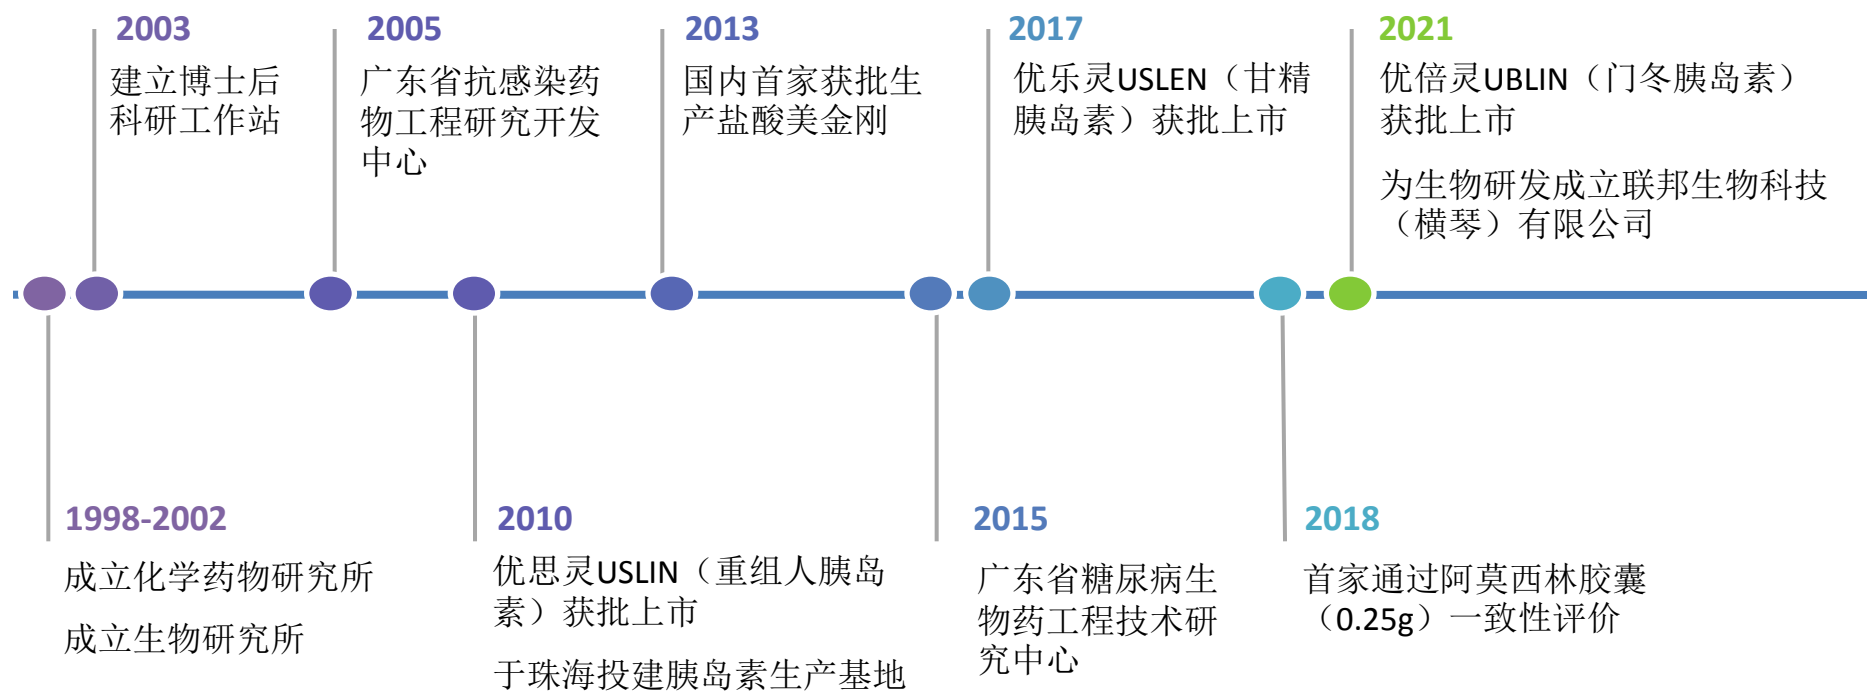 2003
建立博士后
科研工作站
2005
广东省抗感染药
物工程研究开发
中心
2013
国内首家获批生
产盐酸美金刚
2017
优乐灵USLEN（甘精
胰岛素）获批上市
2021
优倍灵UBLIN（门冬胰岛素）
获批上市
为生物研发成立联邦生物科技
（横琴）有限公司
1998-2002
成立化学药物研究所
成立生物研究所
2010
优思灵USLIN（重组人胰岛
素）获批上市
于珠海投建胰岛素生产基地
2015
广东省糖尿病生
物药工程技术研
究中心
2018
首家通过阿莫西林胶囊
（0.25g）一致性评价